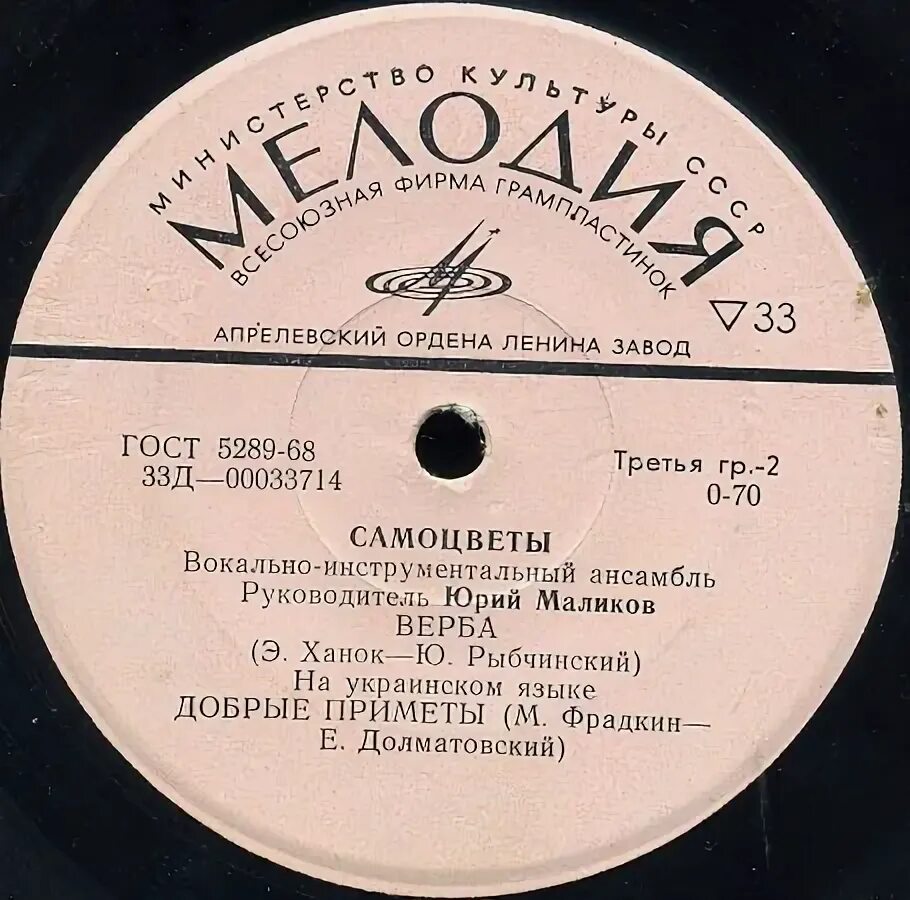 МИНИСТЕРСТВО КУЛЬТУРЫ СССР
МЕЛОДИЯ
ВСЕСОЮЗНАЯ ФИРМА ГРАМПЛАСТИНОК
▽33
АПРЕЛЕВСКИЙ ОРДЕНА ЛЕНИНА ЗАВОД
ГОСТ 5289-68
33Д—00033714
Третья гр.-2
0-70
САМОЦВЕТЫ
Вокально-инструментальный ансамбль
Руководитель Юрий Маликов
ВЕРБА
(Э. Ханок—Ю. Рыбчинский)
На украинском языке
ДОБРЫЕ ПРИМЕТЫ (М. Фрадкин—
Е. Долматовский)